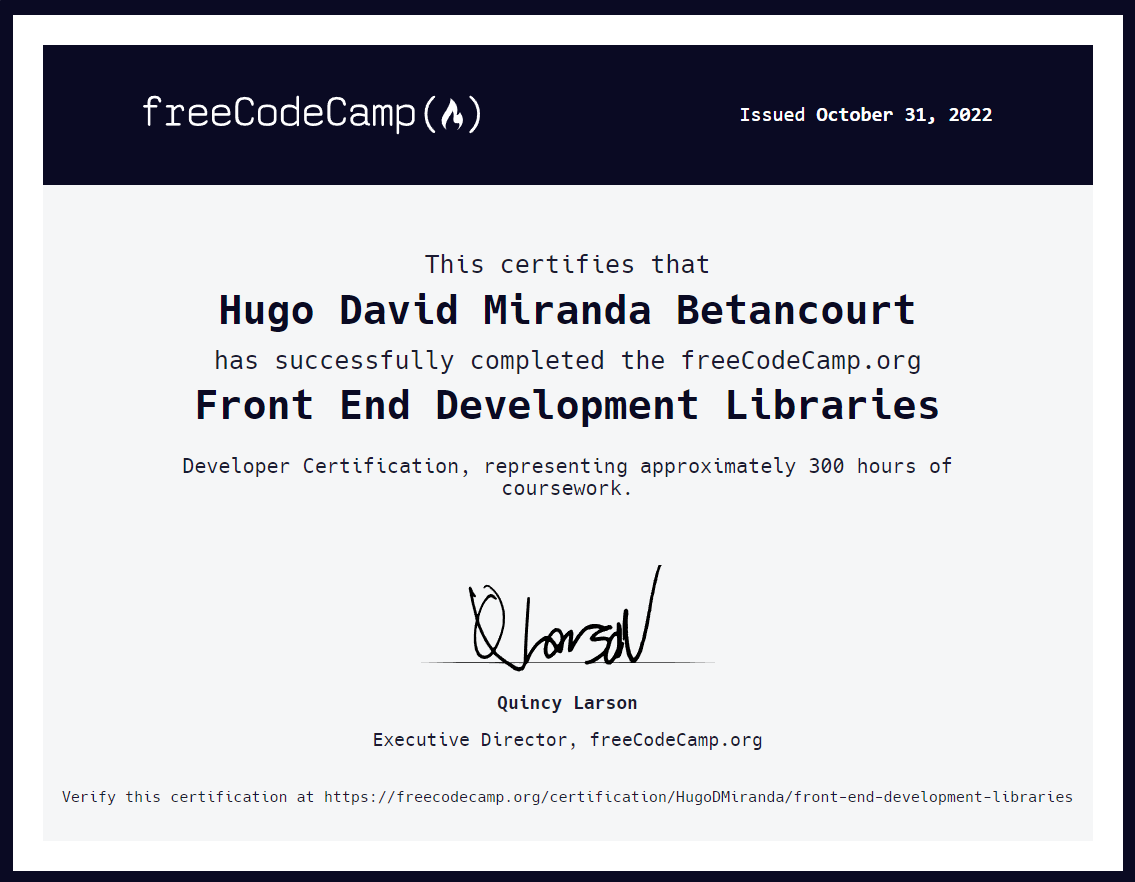 freeCodeCamp(🔥)
Issued October 31, 2022
This certifies that
Hugo David Miranda Betancourt
has successfully completed the freeCodeCamp.org
Front End Development Libraries
Developer Certification, representing approximately 300 hours of
coursework.
Q Larson
Quincy Larson
Executive Director, freeCodeCamp.org
Verify this certification at https://freecodecamp.org/certification/HugoDMiranda/front-end-development-libraries